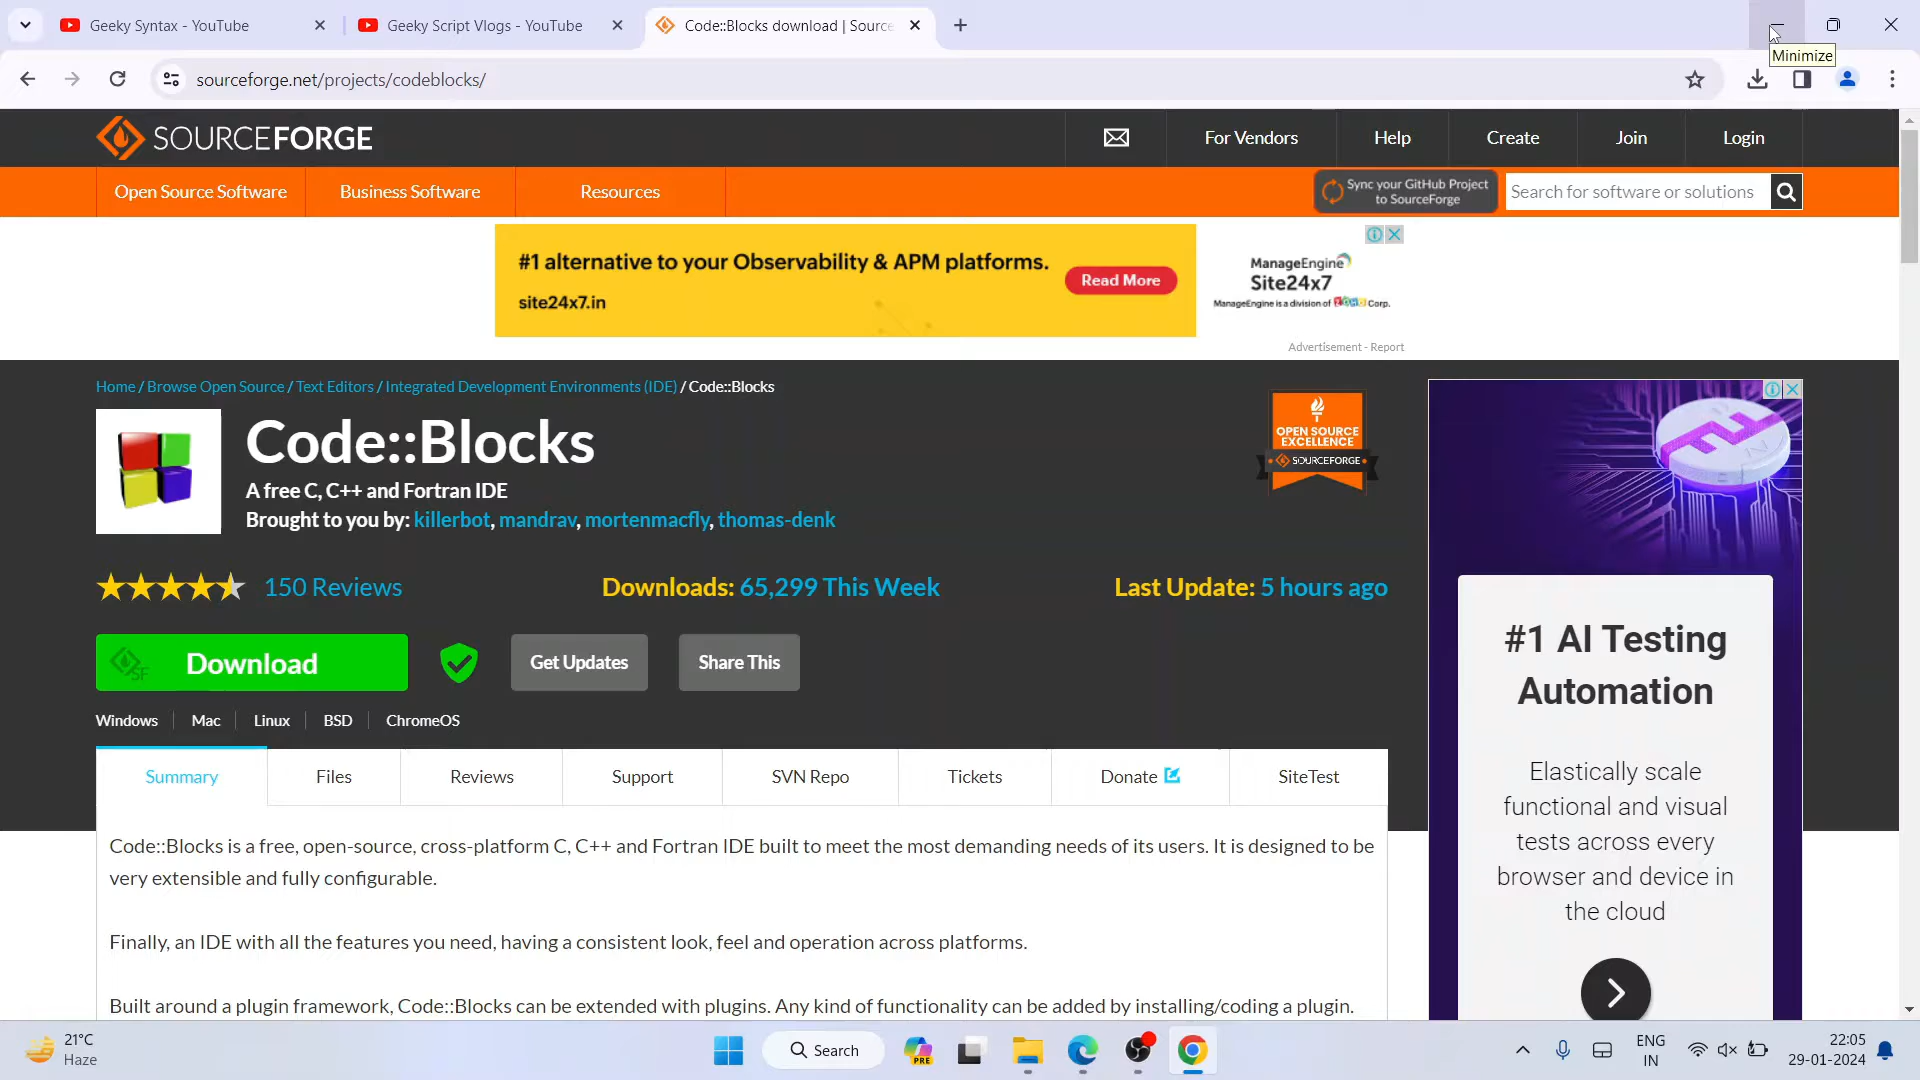 Geeky Syntax - YouTube
Geeky Script Vlogs - YouTube
Code::Blocks download | Source
Minimize
sourceforge.net/projects/codeblocks/
SOURCEFORGE
For Vendors
Help
Create
Join
Login
Open Source Software
Business Software
Resources
Sync your GitHub Project
to SourceForge
Search for software or solutions
#1 alternative to your Observability & APM platforms.
site24x7.in
Read More
ManageEngine
Site24x7
ManageEngine is a division of ZOHO Corp.
Advertisement - Report
Home / Browse Open Source / Text Editors / Integrated Development Environments (IDE) / Code::Blocks
Code::Blocks
A free C, C++ and Fortran IDE
Brought to you by: killerbot, mandrav, mortenmacfly, thomas-denk
OPEN SOURCE
EXCELLENCE
SOURCEFORGE
150 Reviews
Downloads: 65,299 This Week
Last Update: 5 hours ago
SF
Download
Get Updates
Share This
Windows
Mac
Linux
BSD
ChromeOS
Summary
Files
Reviews
Support
SVN Repo
Tickets
Donate
SiteTest
Code::Blocks is a free, open-source, cross-platform C, C++ and Fortran IDE built to meet the most demanding needs of its users. It is designed to be
very extensible and fully configurable.
Finally, an IDE with all the features you need, having a consistent look, feel and operation across platforms.
Built around a plugin framework, Code::Blocks can be extended with plugins. Any kind of functionality can be added by installing/coding a plugin.
#1 AI Testing
Automation
Elastically scale
functional and visual
tests across every
browser and device in
the cloud
21°C
Haze
Search
PRE
ENG
IN
22:05
29-01-2024